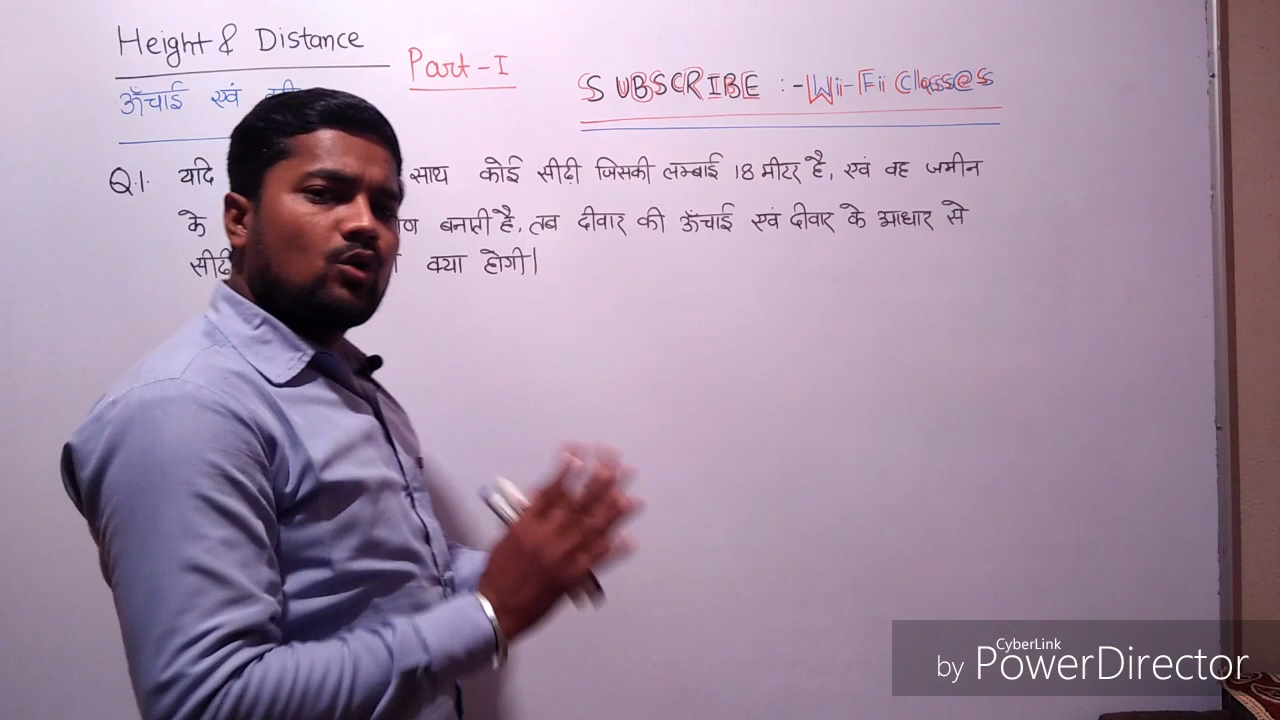 Height & Distance
Part-I
ऊँचाई एवं
SUBSCRIBE :- Wii-Fii Classes
Q.1. यदि साथ कोई सीढ़ी जिसकी लम्बाई 18 मीटर है, एवं वह जमीन
के बनाती है, तब दीवार की ऊँचाई एवं दीवार के आधार से
क्या होगी।
by CyberLink PowerDirector